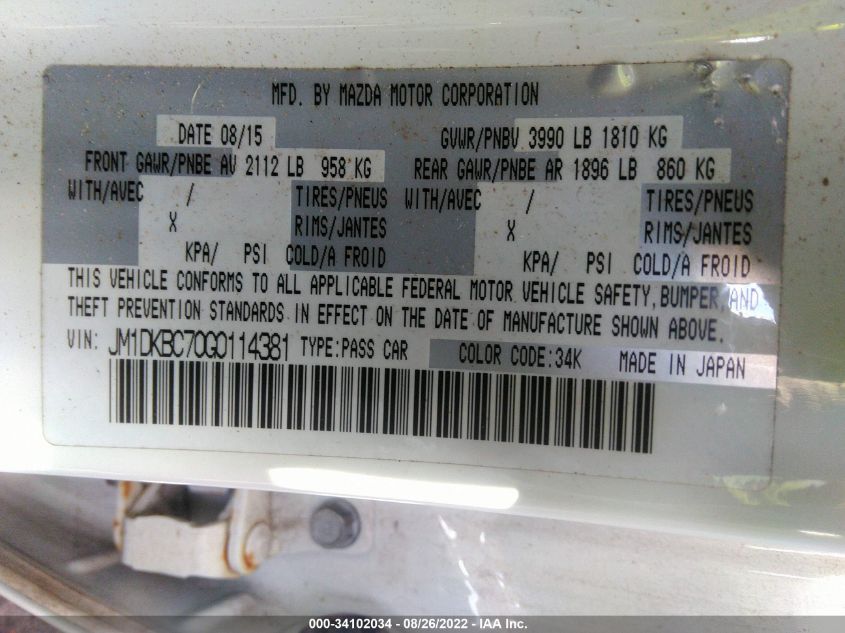 MFD. BY MAZDA MOTOR CORPORATION
DATE 08/15 GVWR/PNBV 3990 LB 1810 KG
FRONT GAWR/PNBE AV 2112 LB 958 KG REAR GAWR/PNBE AR 1896 LB 860 KG
WITH/AVEC / TIRES/PNEUS WITH/AVEC / TIRES/PNEUS
X RIMS/JANTES X RIMS/JANTES
KPA/ PSI COLD/A FROID KPA/ PSI COLD/A FROID
THIS VEHICLE CONFORMS TO ALL APPLICABLE FEDERAL MOTOR VEHICLE SAFETY, BUMPER, AND
THEFT PREVENTION STANDARDS IN EFFECT ON THE DATE OF MANUFACTURE SHOWN ABOVE.
VIN: JM1DKBC70G0114381 TYPE:PASS CAR COLOR CODE:34K MADE IN JAPAN
000-34102034 - 08/26/2022 - IAA Inc.